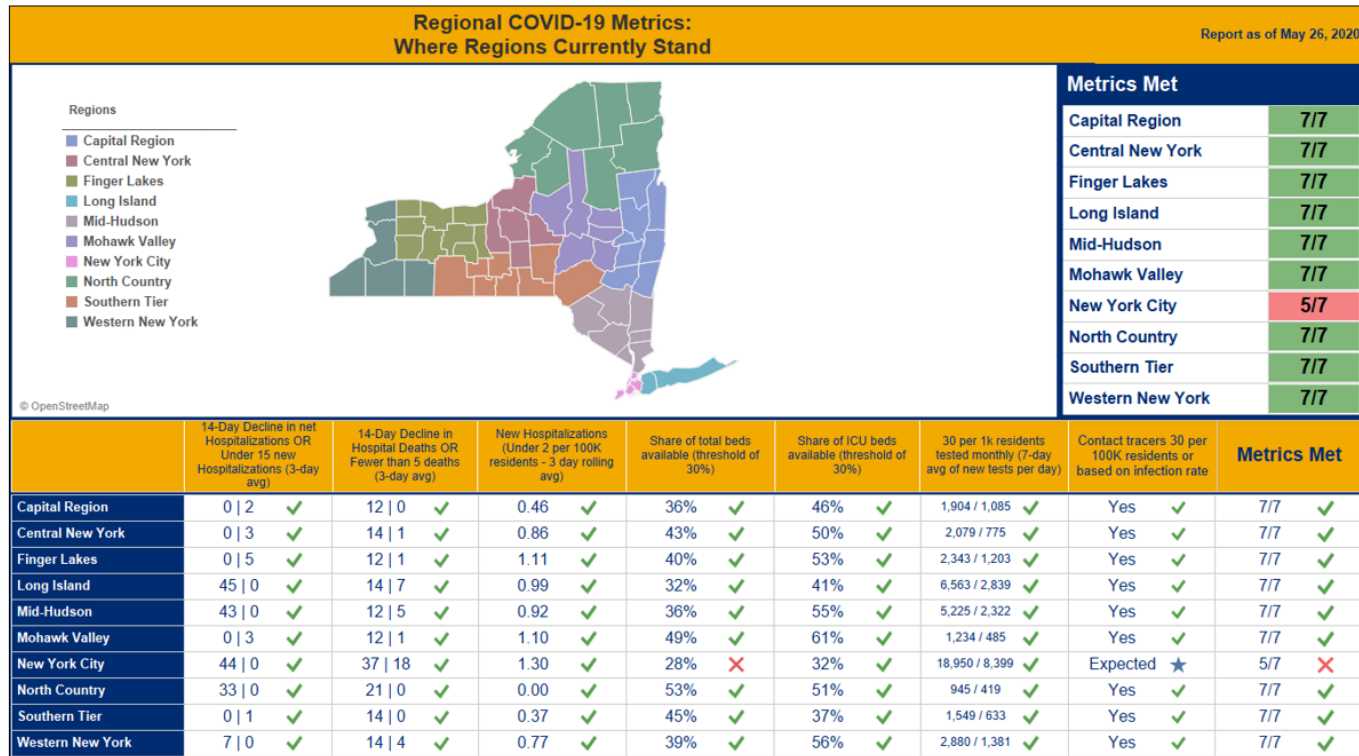 Regional COVID-19 Metrics:
Where Regions Currently Stand
Report as of May 26, 2020
Regions
Capital Region
Central New York
Finger Lakes
Long Island
Mid-Hudson
Mohawk Valley
New York City
North Country
Southern Tier
Western New York
© OpenStreetMap
Metrics Met
Capital Region 7/7
Central New York 7/7
Finger Lakes 7/7
Long Island 7/7
Mid-Hudson 7/7
Mohawk Valley 7/7
New York City 5/7
North Country 7/7
Southern Tier 7/7
Western New York 7/7
14-Day Decline in net
Hospitalizations OR
Under 15 new
Hospitalizations (3-day
avg)
14-Day Decline in
Hospital Deaths OR
Fewer than 5 deaths
(3-day avg)
New Hospitalizations
(Under 2 per 100K
residents - 3 day rolling
avg)
Share of total beds
available (threshold of
30%)
Share of ICU beds
available (threshold of
30%)
30 per 1k residents
tested monthly (7-day
avg of new tests per day)
Contact tracers 30 per
100K residents or
based on infection rate
Metrics Met
Capital Region 0 | 2 12 | 0 0.46 36% 46% 1,904 / 1,085 Yes 7/7
Central New York 0 | 3 14 | 1 0.86 43% 50% 2,079 / 775 Yes 7/7
Finger Lakes 0 | 5 12 | 1 1.11 40% 53% 2,343 / 1,203 Yes 7/7
Long Island 45 | 0 14 | 7 0.99 32% 41% 6,563 / 2,839 Yes 7/7
Mid-Hudson 43 | 0 12 | 5 0.92 36% 55% 5,225 / 2,322 Yes 7/7
Mohawk Valley 0 | 3 12 | 1 1.10 49% 61% 1,234 / 485 Yes 7/7
New York City 44 | 0 37 | 18 1.30 28% 32% 18,950 / 8,399 Expected 5/7
North Country 33 | 0 21 | 0 0.00 53% 51% 945 / 419 Yes 7/7
Southern Tier 0 | 1 14 | 0 0.37 45% 37% 1,549 / 633 Yes 7/7
Western New York 7 | 0 14 | 4 0.77 39% 56% 2,880 / 1,381 Yes 7/7